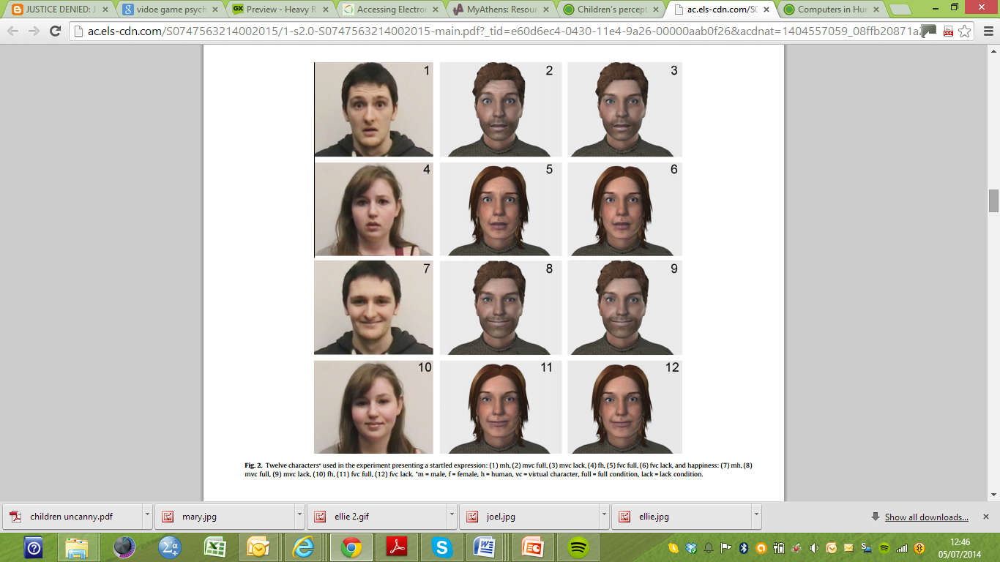 JUSTICE DENIED: J
vidoe game psych
Preview - Heavy R
Accessing Electron
MyAthens: Resour
Children's percept
ac.els-cdn.com/S0
Computers in Hum
ac.els-cdn.com/S0747563214002015/1-s2.0-S0747563214002015-main.pdf?_tid=e6cd6ec4-0430-11e4-9a26-00000aab0f26&acdnat=1404557059_08ffb20871a2
1
2
3
4
5
6
7
8
9
10
11
12
Fig. 2. Twelve characters* used in the experiment presenting a startled expression: (1) mh, (2) mvc full, (3) mvc lack, (4) fh, (5) fvc full, (6) fvc lack, and happiness: (7) mh, (8)
mvc full, (9) mvc lack, (10) fh, (11) fvc full, (12) fvc lack. *m = male, f = female, h = human, vc = virtual character, full = full condition, lack = lack condition.
children uncanny.pdf
mary.jpg
ellie 2.gif
joel.jpg
ellie.jpg
Show all downloads...
12:46
05/07/2014